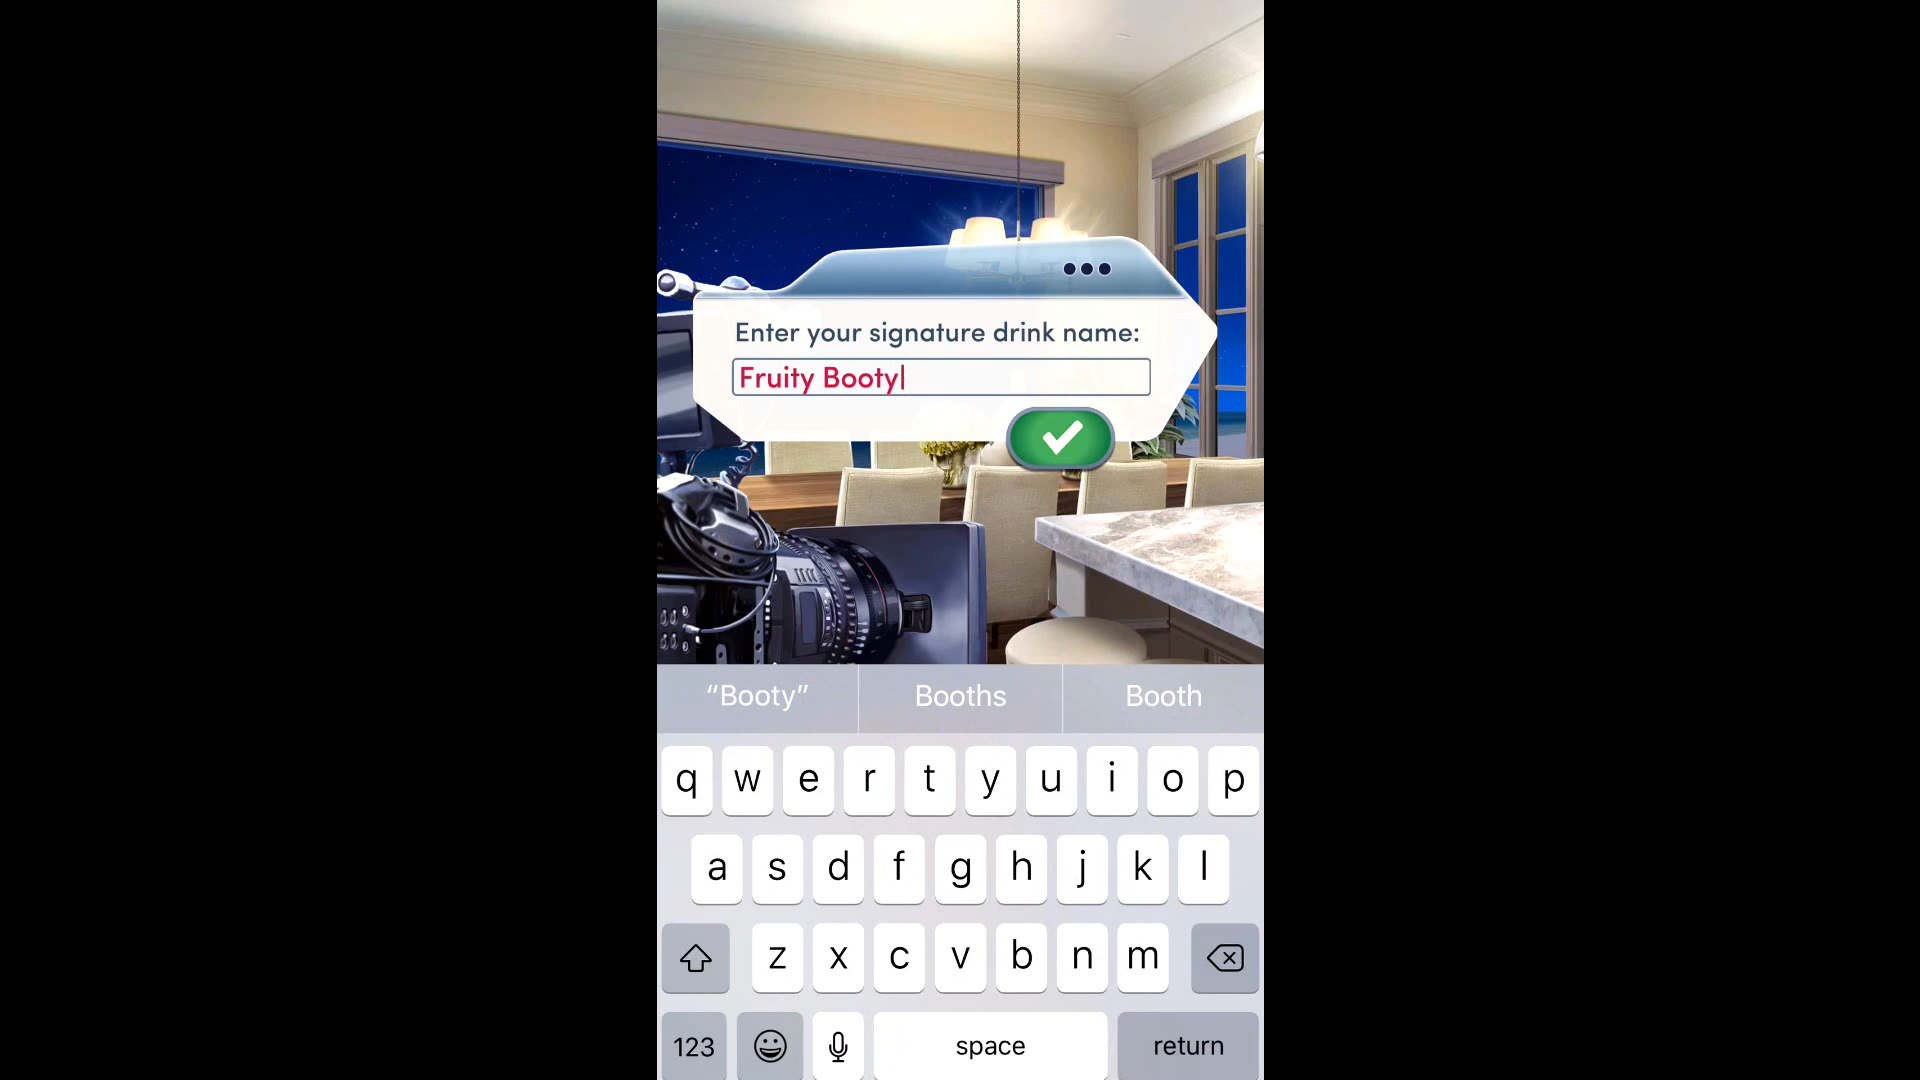 Enter your signature drink name:
Fruity Booty
“Booty” Booths Booth
q w e r t y u i o p
a s d f g h j k l
z x c v b n m
123 space return